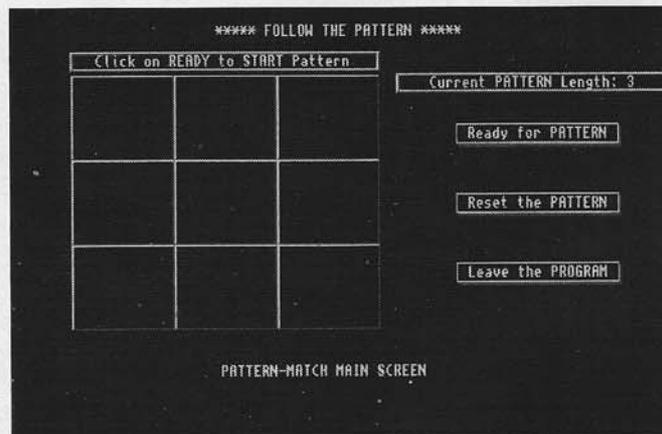 ***** FOLLOW THE PATTERN *****
Click on READY to START Pattern
Current PATTERN Length: 3
Ready for PATTERN
Reset the PATTERN
Leave the PROGRAM
PATTERN-MATCH MAIN SCREEN